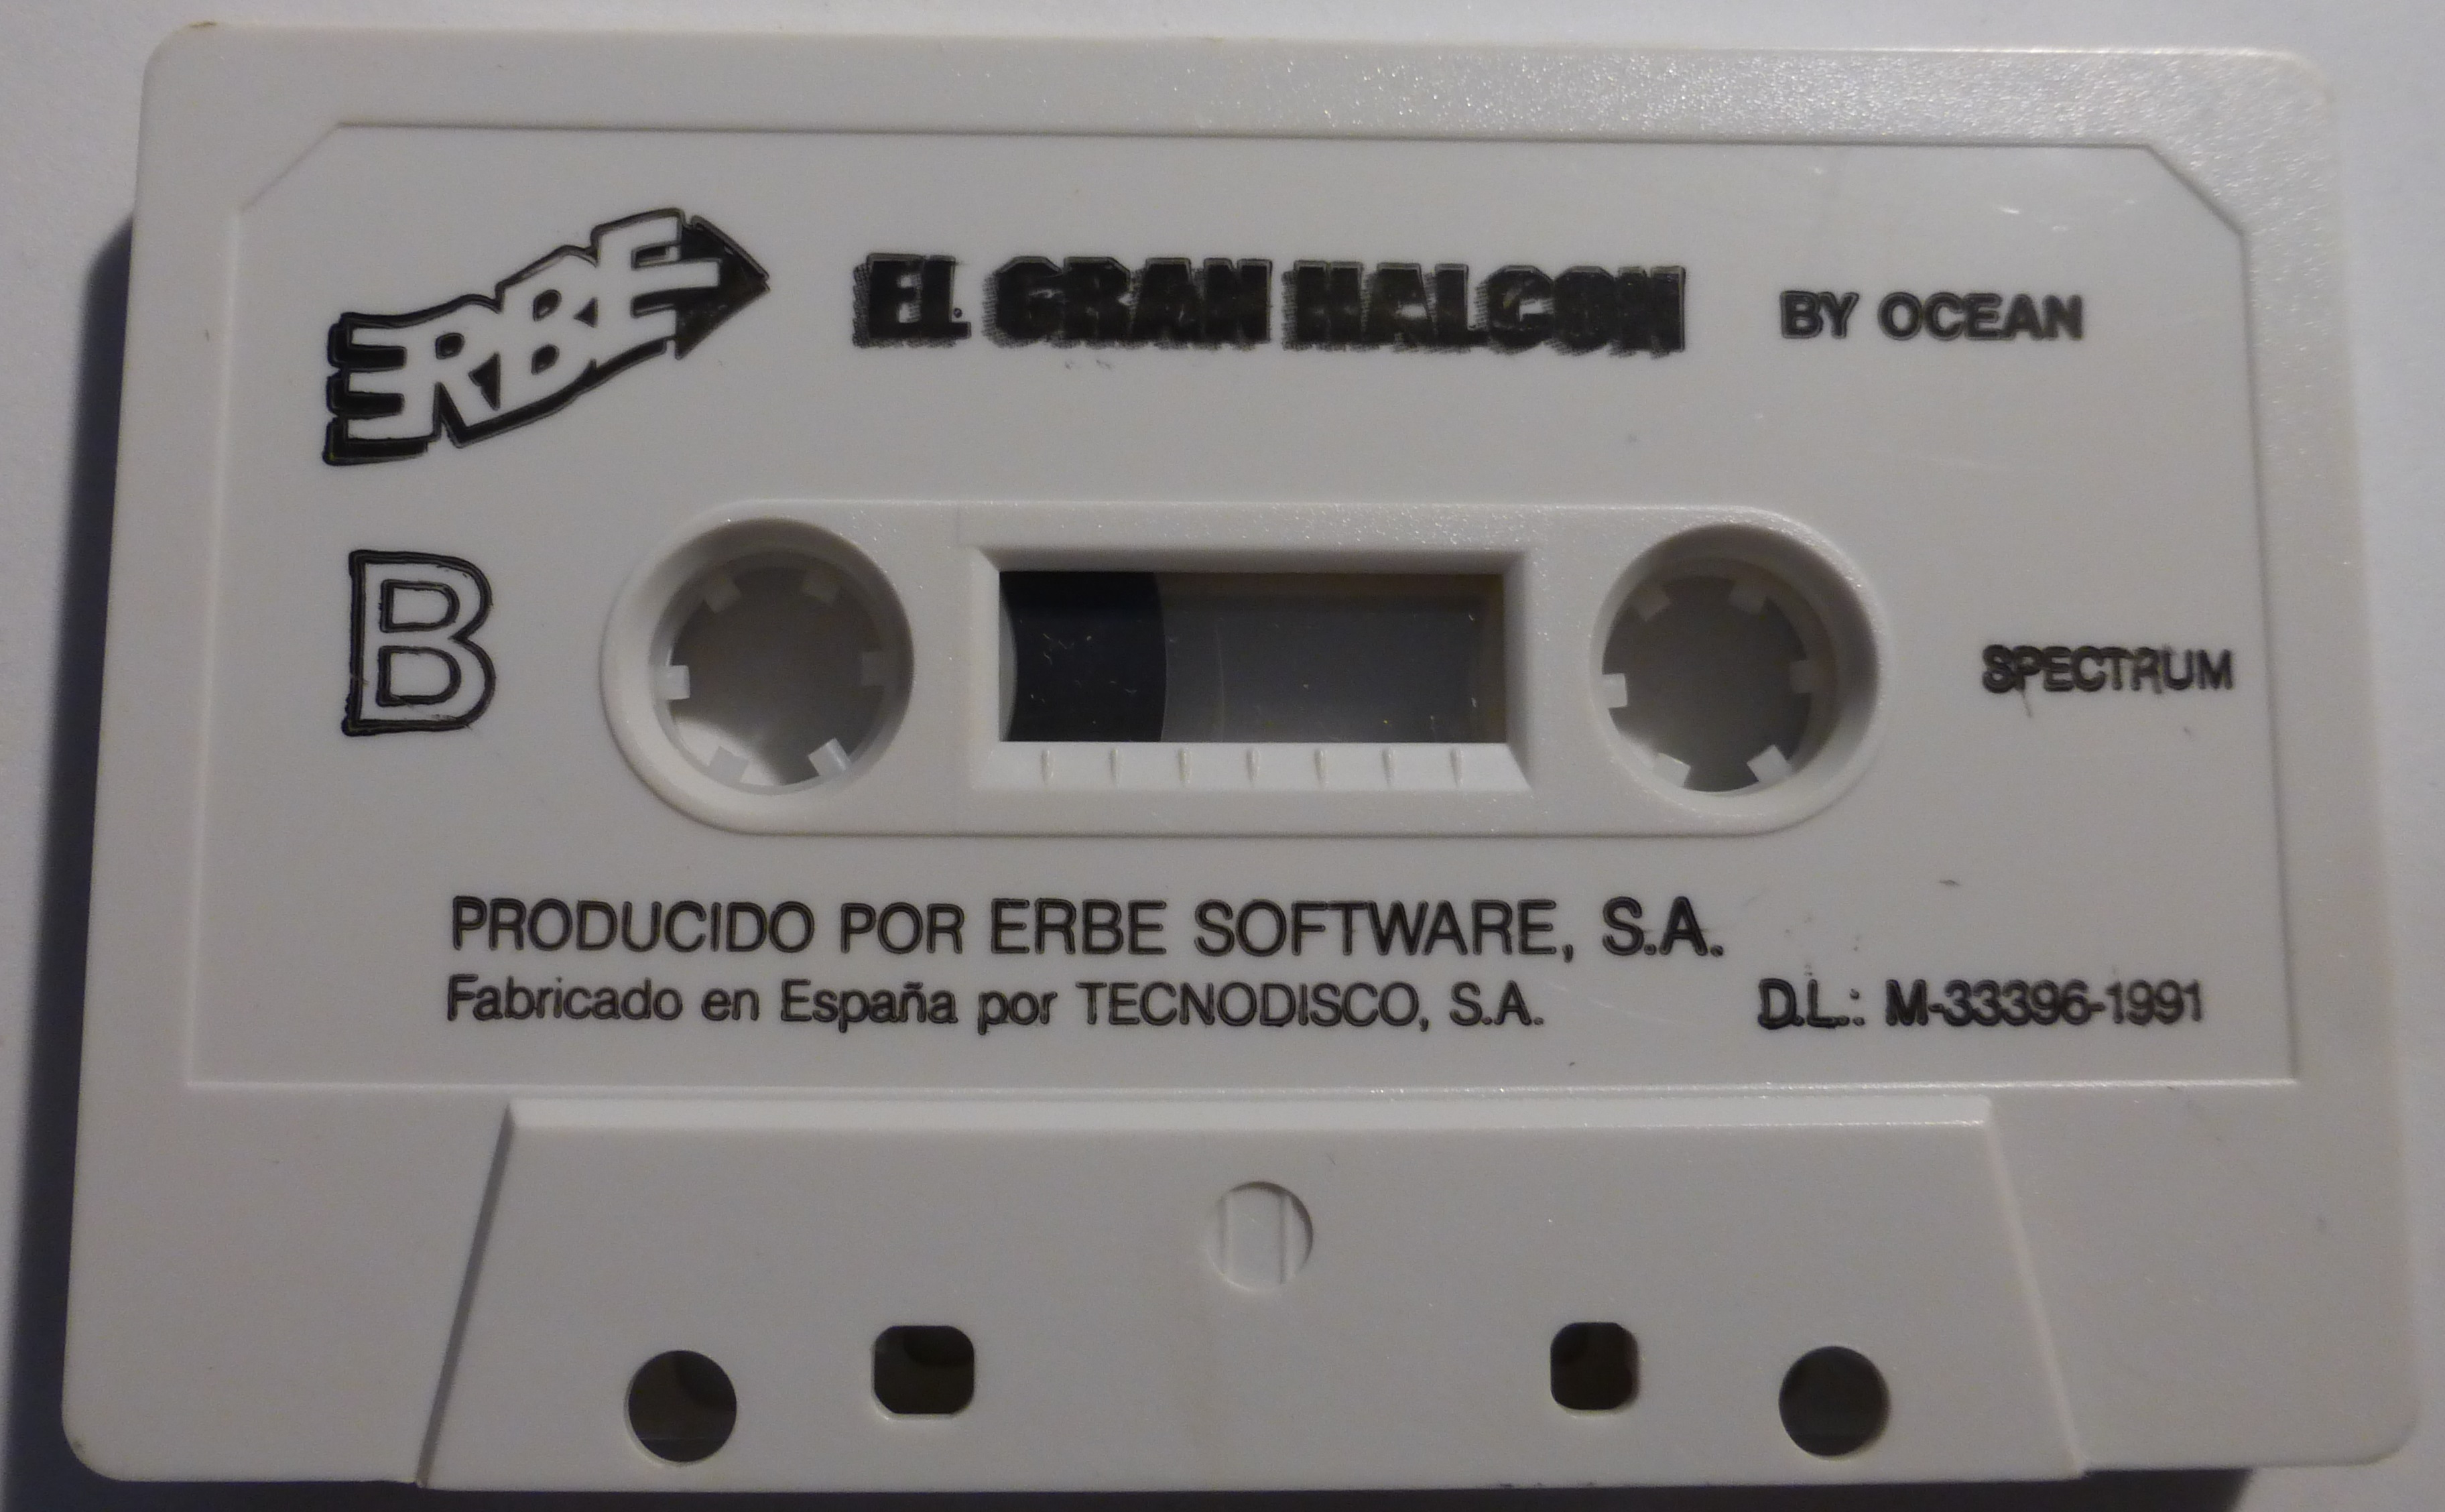 ERBE EL GRAN HALCON BY OCEAN
B
SPECTRUM
PRODUCIDO POR ERBE SOFTWARE, S.A.
Fabricado en España por TECNODISCO, S.A. D.L.: M-33396-1991